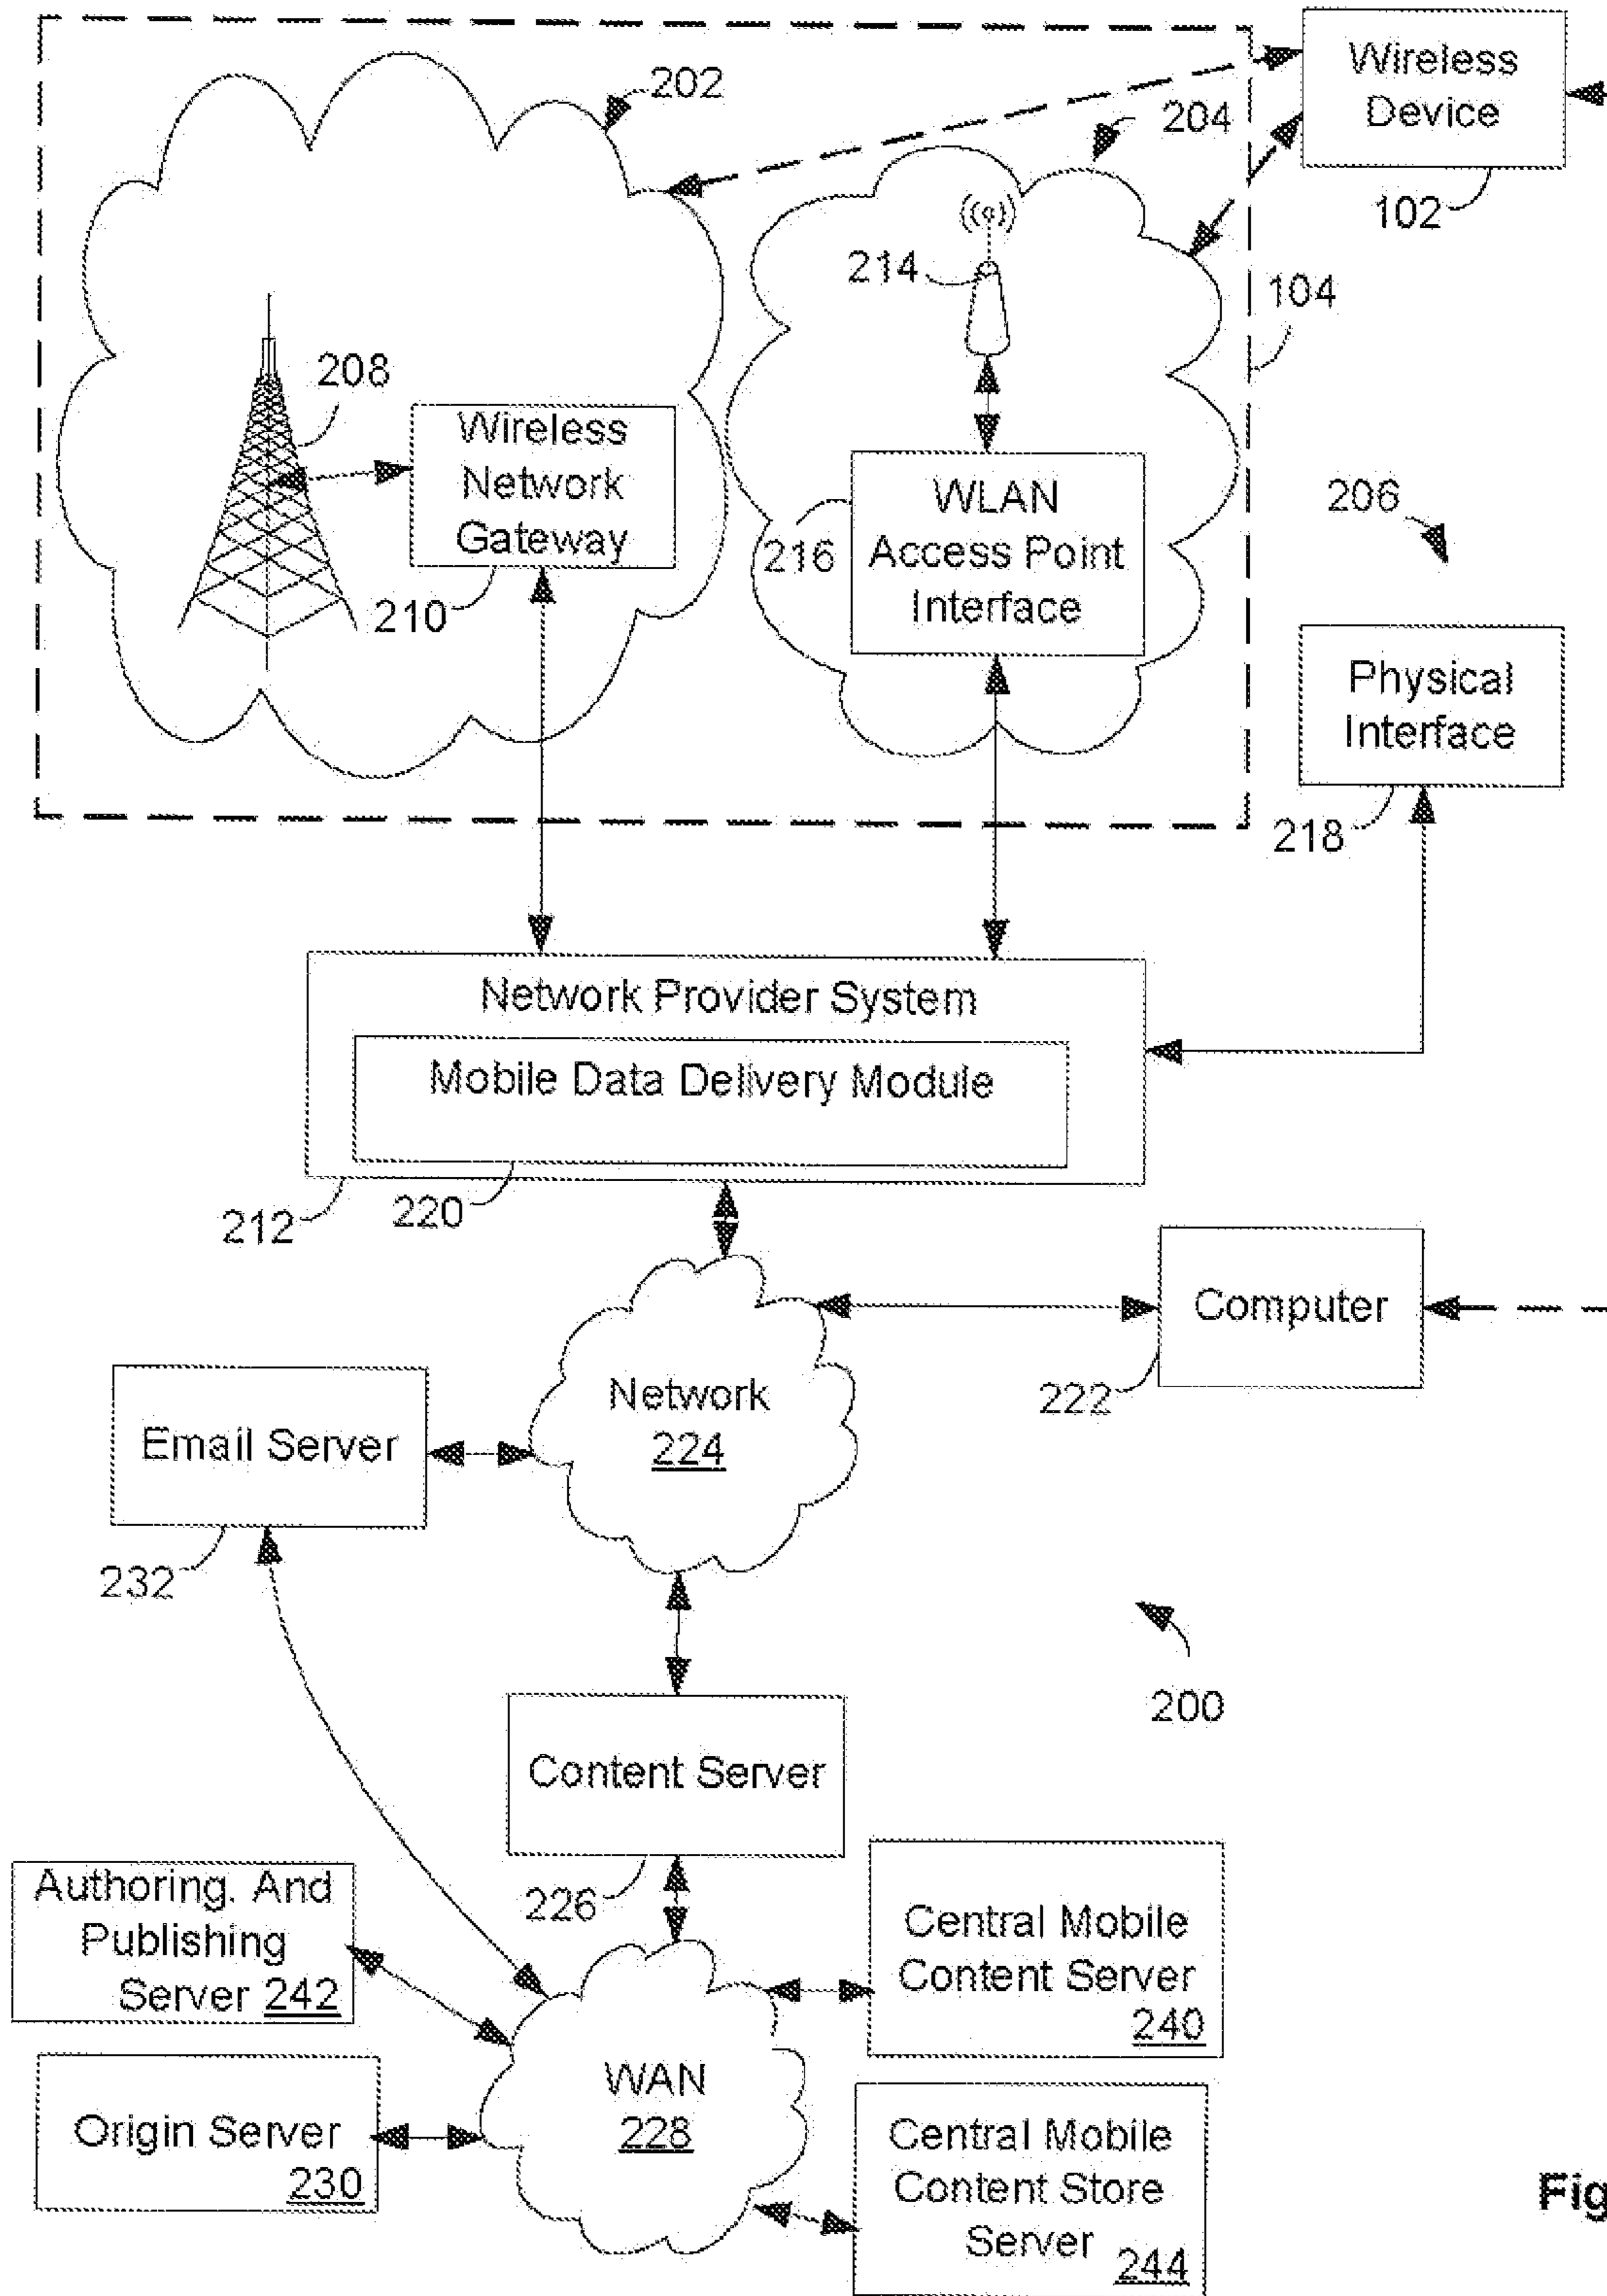 202
204
Wireless
Device
102
214
104
208
Wireless
Network
Gateway
210
216
WLAN
Access Point
Interface
206
Physical
Interface
218
Network Provider System
Mobile Data Delivery Module
212
220
Computer
222
Network
224
Email Server
232
200
Content Server
226
Authoring. And
Publishing
Server 242
Central Mobile
Content Server
240
WAN
228
Origin Server
230
Central Mobile
Content Store
Server 244
Fig